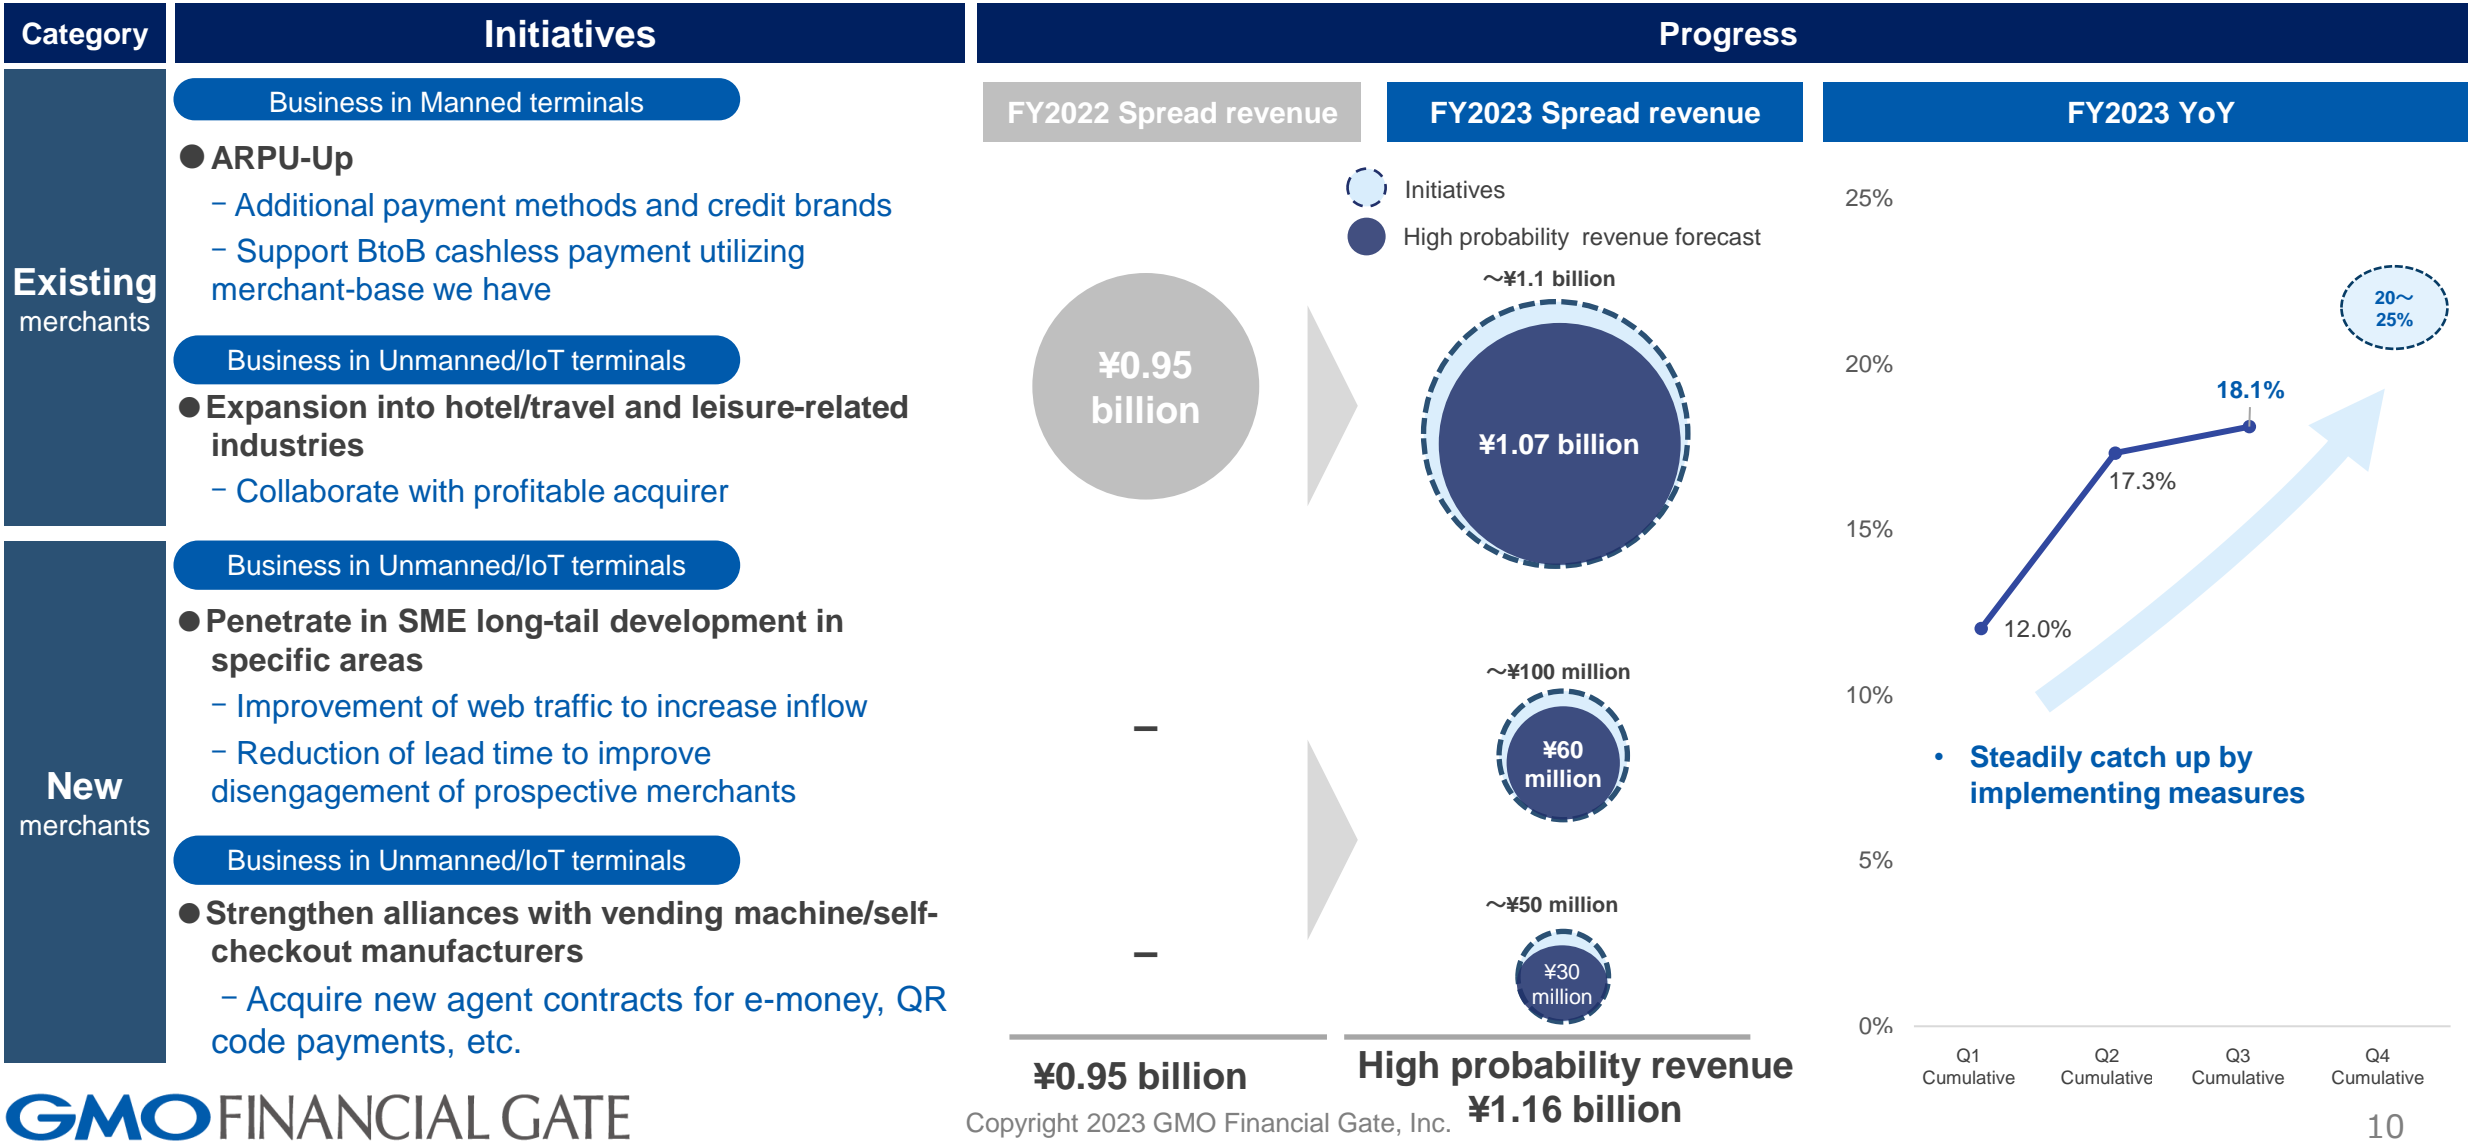 Category
Initiatives
Progress
Existing
merchants
Business in Manned terminals
●ARPU-Up
− Additional payment methods and credit brands
− Support BtoB cashless payment utilizing
merchant-base we have
Business in Unmanned/IoT terminals
●Expansion into hotel/travel and leisure-related
industries
− Collaborate with profitable acquirer
New
merchants
Business in Unmanned/IoT terminals
●Penetrate in SME long-tail development in
specific areas
− Improvement of web traffic to increase inflow
− Reduction of lead time to improve
disengagement of prospective merchants
Business in Unmanned/IoT terminals
●Strengthen alliances with vending machine/self-
checkout manufacturers
− Acquire new agent contracts for e-money, QR
code payments, etc.
FY2022 Spread revenue
¥0.95
billion
–
–
¥0.95 billion
FY2023 Spread revenue
Initiatives
High probability revenue forecast
～¥1.1 billion
¥1.07 billion
～¥100 million
¥60
million
～¥50 million
¥30
million
High probability revenue
¥1.16 billion
FY2023 YoY
25%
20%
15%
10%
5%
0%
20～
25%
18.1%
17.3%
12.0%
• Steadily catch up by
implementing measures
Q1
Cumulative
Q2
Cumulative
Q3
Cumulative
Q4
Cumulative
GMO FINANCIAL GATE
Copyright 2023 GMO Financial Gate, Inc.
10